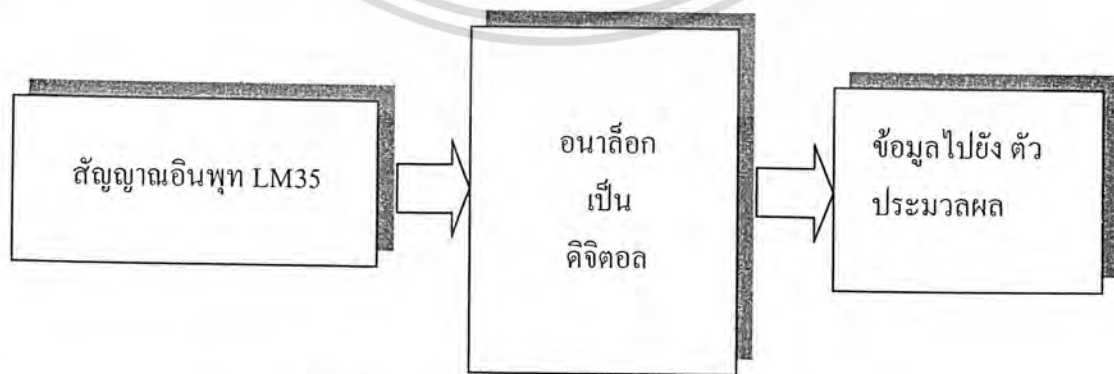 สัญญาณอินพุท LM35
อนาล็อก
เป็น
ดิจิตอล
ข้อมูลไปยัง ตัว
ประมวลผล